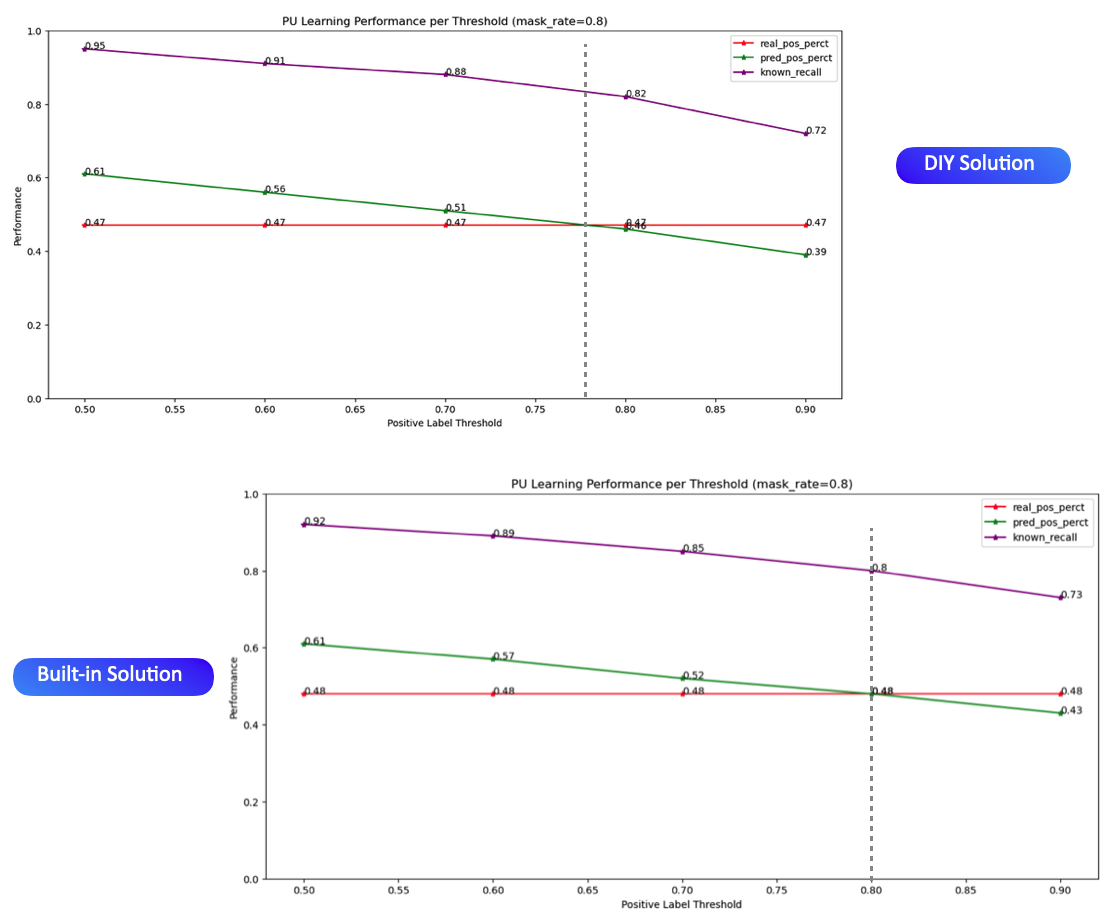 PU Learning Performance per Threshold (mask_rate=0.8)
1.0
0.8
0.6
0.4
0.2
0.0
Performance
0.95
0.91
0.88
0.82
0.72
0.61
0.56
0.51
0.46
0.39
0.47
0.47
0.47
0.47
0.47
real_pos_perct
pred_pos_perct
known_recall
0.50 0.55 0.60 0.65 0.70 0.75 0.80 0.85 0.90
Positive Label Threshold
DIY Solution
PU Learning Performance per Threshold (mask_rate=0.8)
1.0
0.8
0.6
0.4
0.2
0.0
Performance
0.92
0.89
0.85
0.8
0.73
0.61
0.57
0.52
0.48
0.43
0.48
0.48
0.48
0.48
0.48
real_pos_perct
pred_pos_perct
known_recall
0.50 0.55 0.60 0.65 0.70 0.75 0.80 0.85 0.90
Positive Label Threshold
Built-in Solution